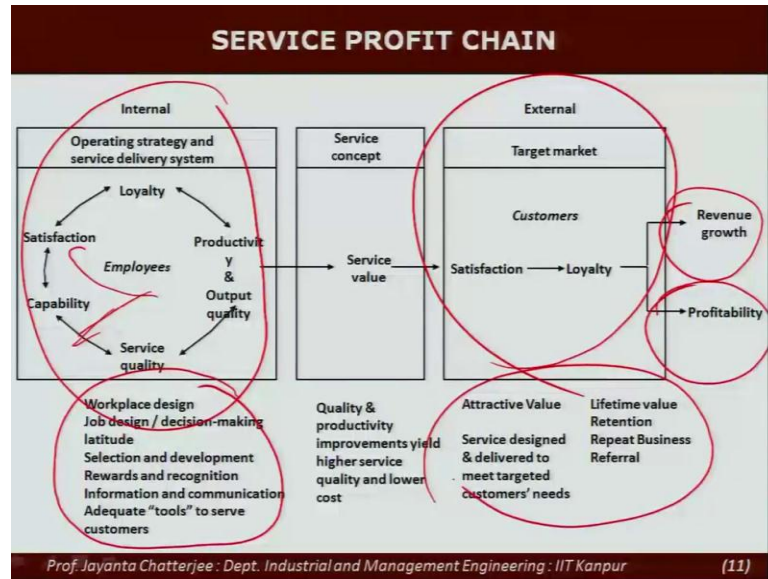 SERVICE PROFIT CHAIN
Internal
External
Operating strategy and
service delivery system
Service
concept
Target market
Loyalty
Satisfaction
Employees
Productivit
y
&
Output
quality
Capability
Service
quality
Service
value
Customers
Satisfaction
Loyalty
Revenue
growth
Profitability
Workplace design
Job design / decision-making
latitude
Selection and development
Rewards and recognition
Information and communication
Adequate "tools" to serve
customers
Quality &
productivity
improvements yield
higher service
quality and lower
cost
Attractive Value
Service designed
& delivered to
meet targeted
customers' needs
Lifetime value
Retention
Repeat Business
Referral
Prof. Jayanta Chatterjee : Dept. Industrial and Management Engineering : IIT Kanpur
(11)